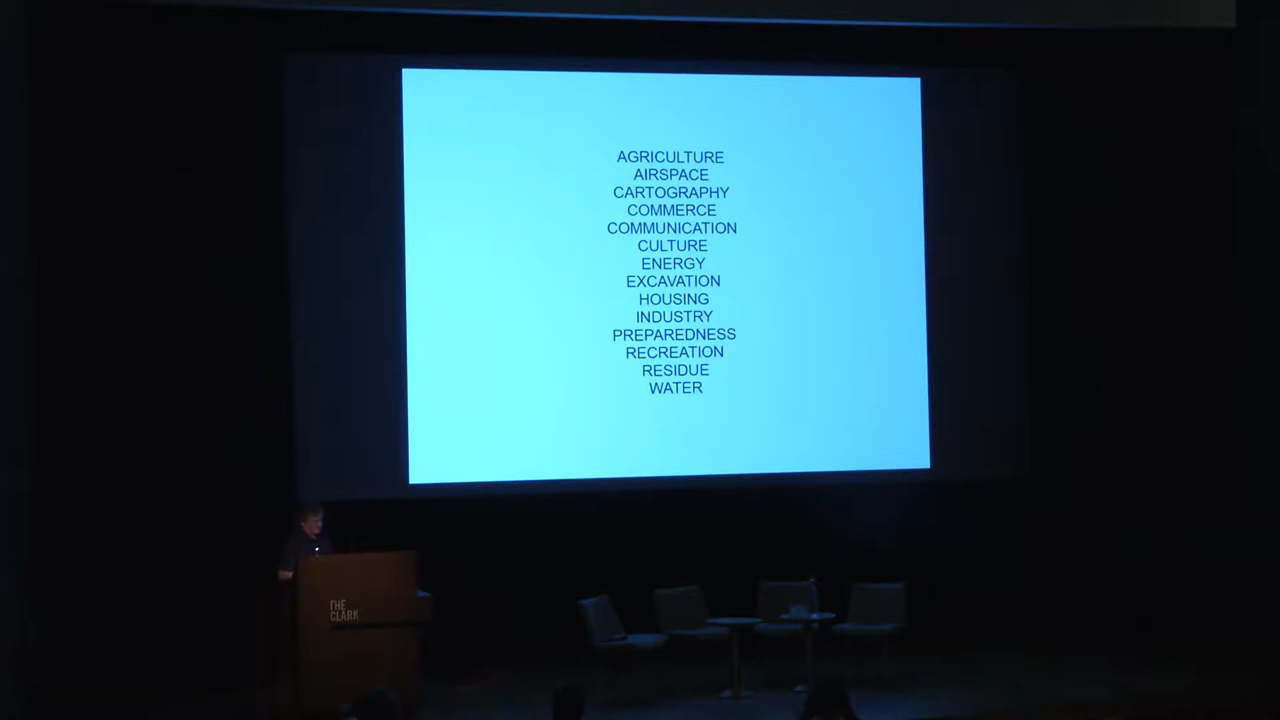 AGRICULTURE
AIRSPACE
CARTOGRAPHY
COMMERCE
COMMUNICATION
CULTURE
ENERGY
EXCAVATION
HOUSING
INDUSTRY
PREPAREDNESS
RECREATION
RESIDUE
WATER
THE
CLARK